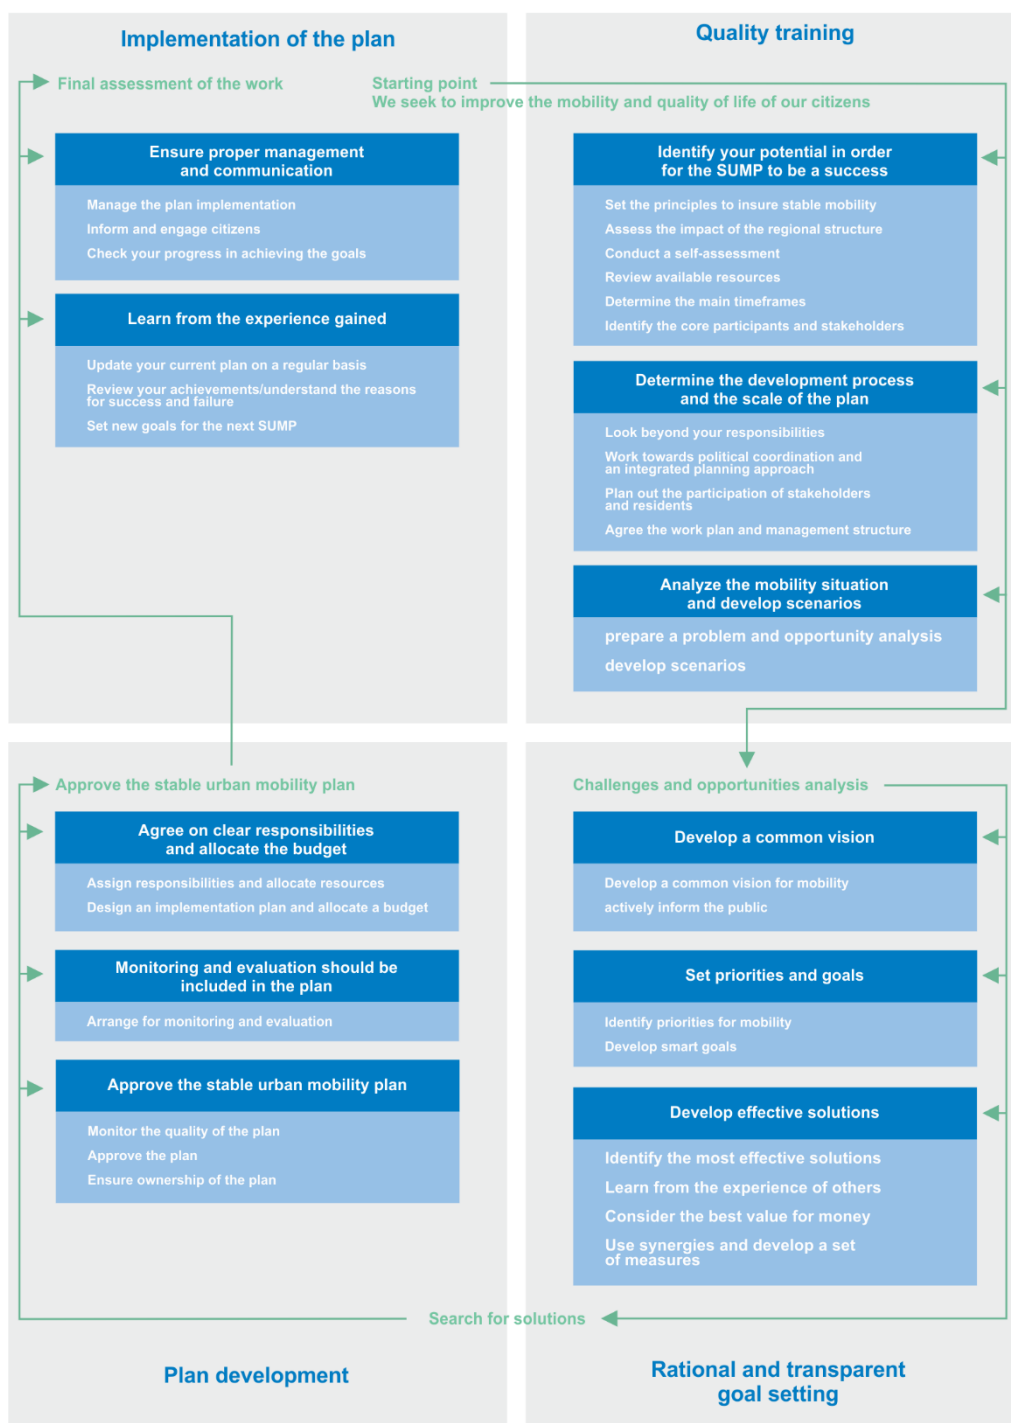 Implementation of the plan
Final assessment of the work
Ensure proper management
and communication
Manage the plan implementation
Inform and engage citizens
Check your progress in achieving the goals
Learn from the experience gained
Update your current plan on a regular basis
Review your achievements/understand the reasons
for success and failure
Set new goals for the next SUMP
Quality training
Starting point
We seek to improve the mobility and quality of life of our citizens
Identify your potential in order
for the SUMP to be a success
Set the principles to insure stable mobility
Assess the impact of the regional structure
Conduct a self-assessment
Review available resources
Determine the main timeframes
Identify the core participants and stakeholders
Determine the development process
and the scale of the plan
Look beyond your responsibilities
Work towards political coordination and
an integrated planning approach
Plan out the participation of stakeholders
and residents
Agree the work plan and management structure
Analyze the mobility situation
and develop scenarios
prepare a problem and opportunity analysis
develop scenarios
Approve the stable urban mobility plan
Agree on clear responsibilities
and allocate the budget
Assign responsibilities and allocate resources
Design an implementation plan and allocate a budget
Monitoring and evaluation should be
included in the plan
Arrange for monitoring and evaluation
Approve the stable urban mobility plan
Monitor the quality of the plan
Approve the plan
Ensure ownership of the plan
Challenges and opportunities analysis
Develop a common vision
Develop a common vision for mobility
actively inform the public
Set priorities and goals
Identify priorities for mobility
Develop smart goals
Develop effective solutions
Identify the most effective solutions
Learn from the experience of others
Consider the best value for money
Use synergies and develop a set
of measures
Search for solutions
Plan development
Rational and transparent
goal setting